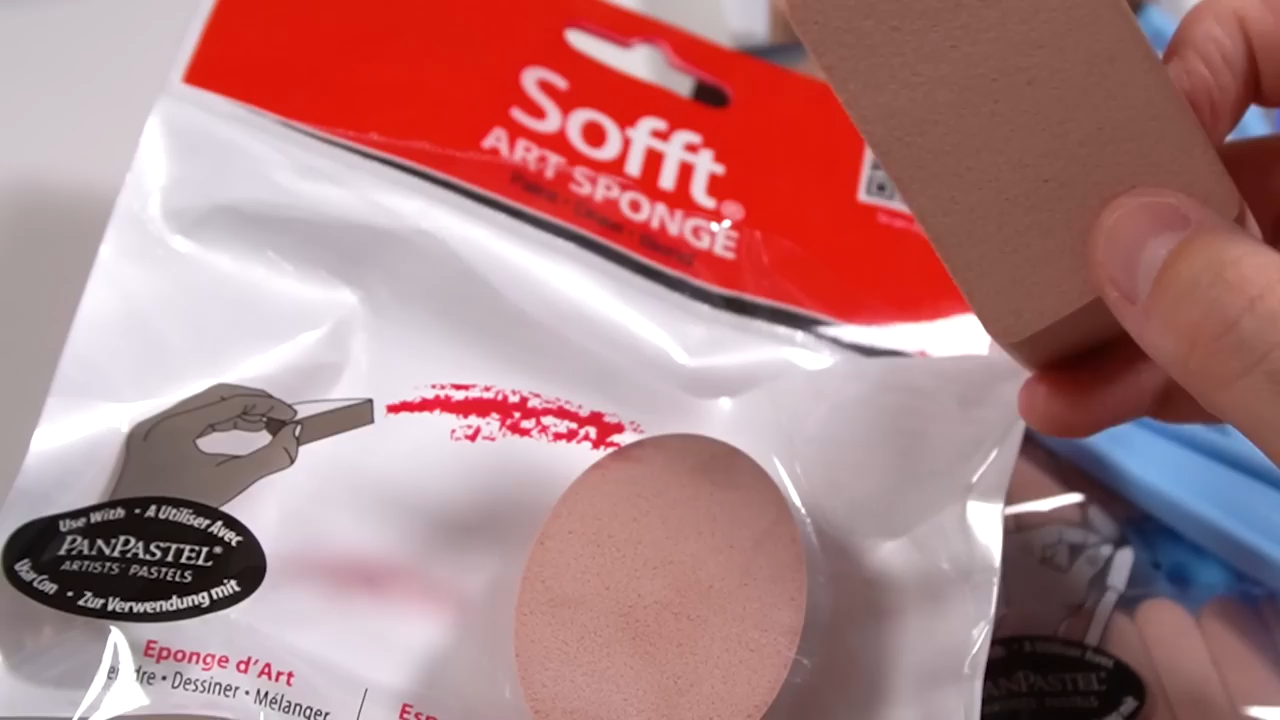 Sofft®
ART SPONGE
Use With • A Utiliser Avec
PANPASTEL®
ARTISTS' PASTELS
Usar Con • Zur Verwendung mit
Eponge d'Art
• Dessiner • Mélanger
ANPASTEL